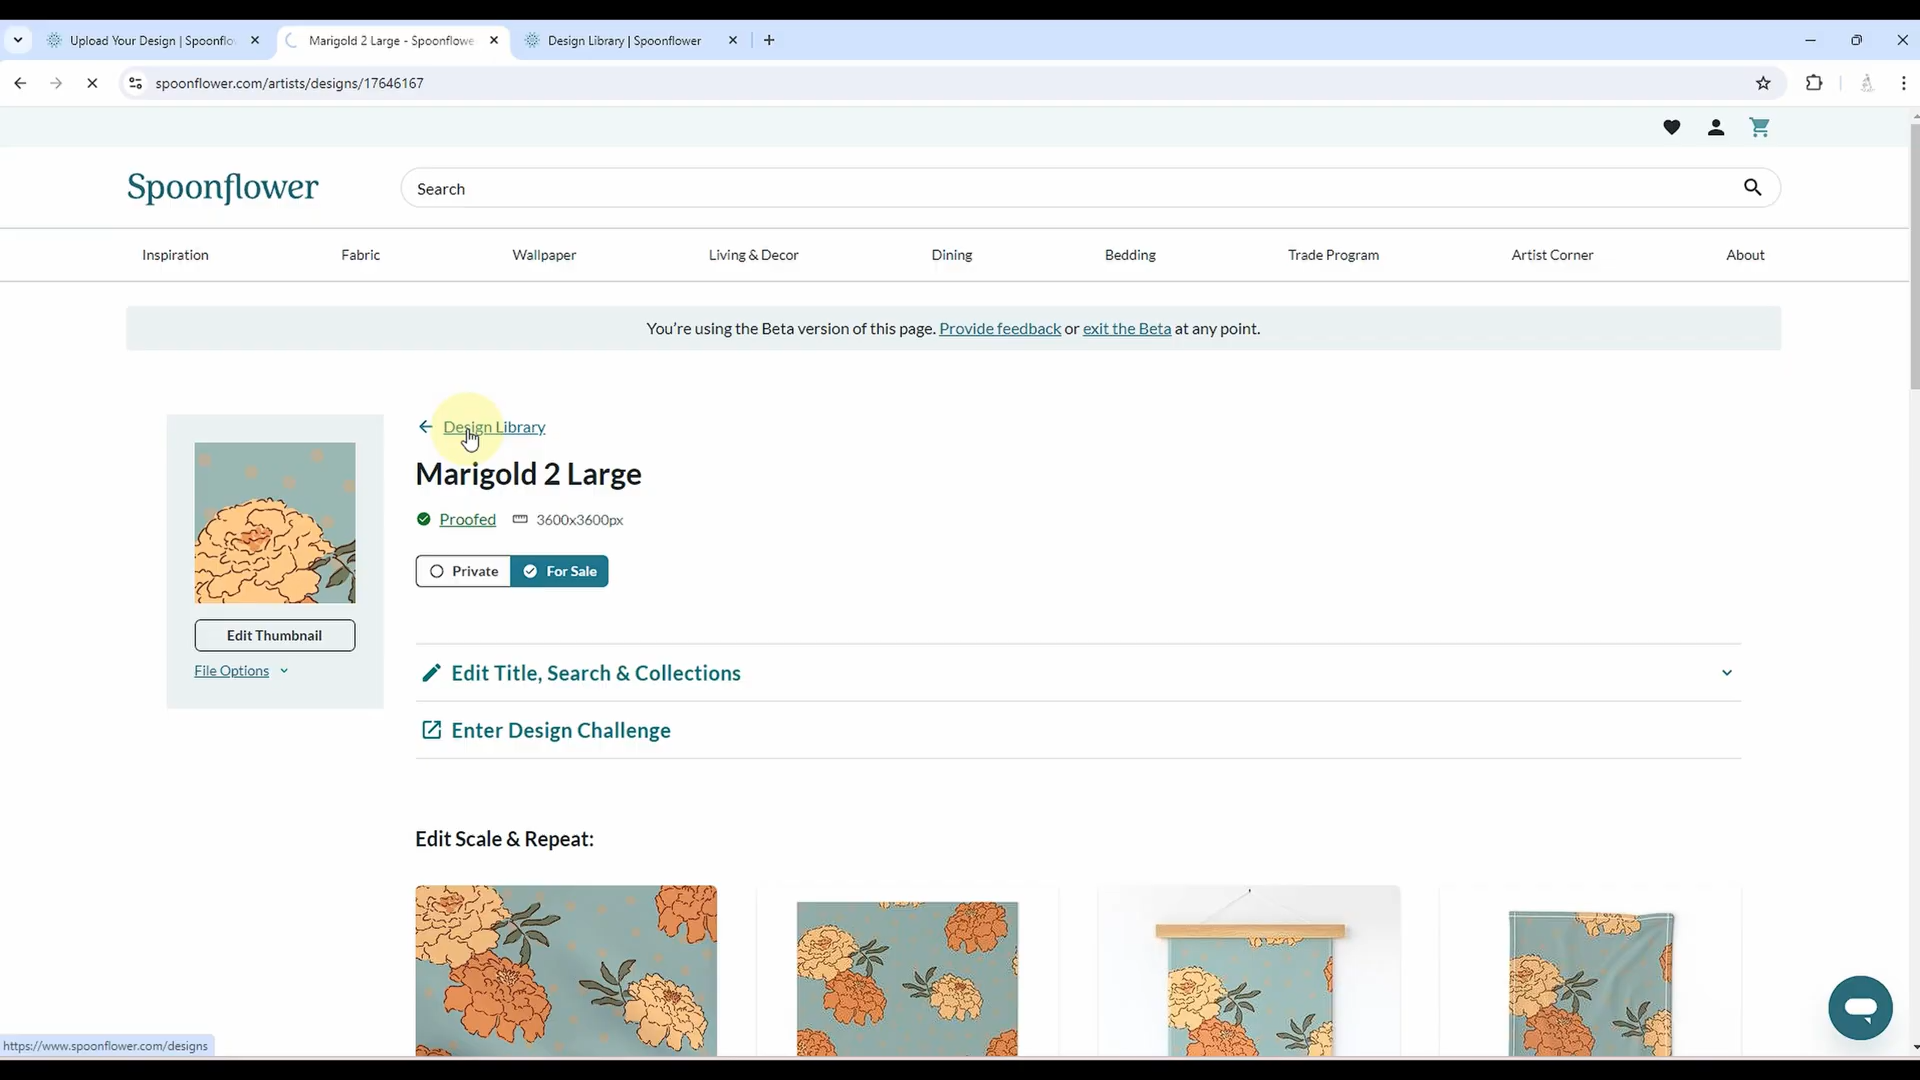 Upload Your Design | Spoonflo
Marigold 2 Large - Spoonflowe
Design Library | Spoonflower
spoonflower.com/artists/designs/17646167
Spoonflower
Search
Inspiration
Fabric
Wallpaper
Living & Decor
Dining
Bedding
Trade Program
Artist Corner
About
You're using the Beta version of this page. Provide feedback or exit the Beta at any point.
Design Library
Marigold 2 Large
Proofed 3600x3600px
Private For Sale
Edit Thumbnail
File Options
Edit Title, Search & Collections
Enter Design Challenge
Edit Scale & Repeat:
https://www.spoonflower.com/designs